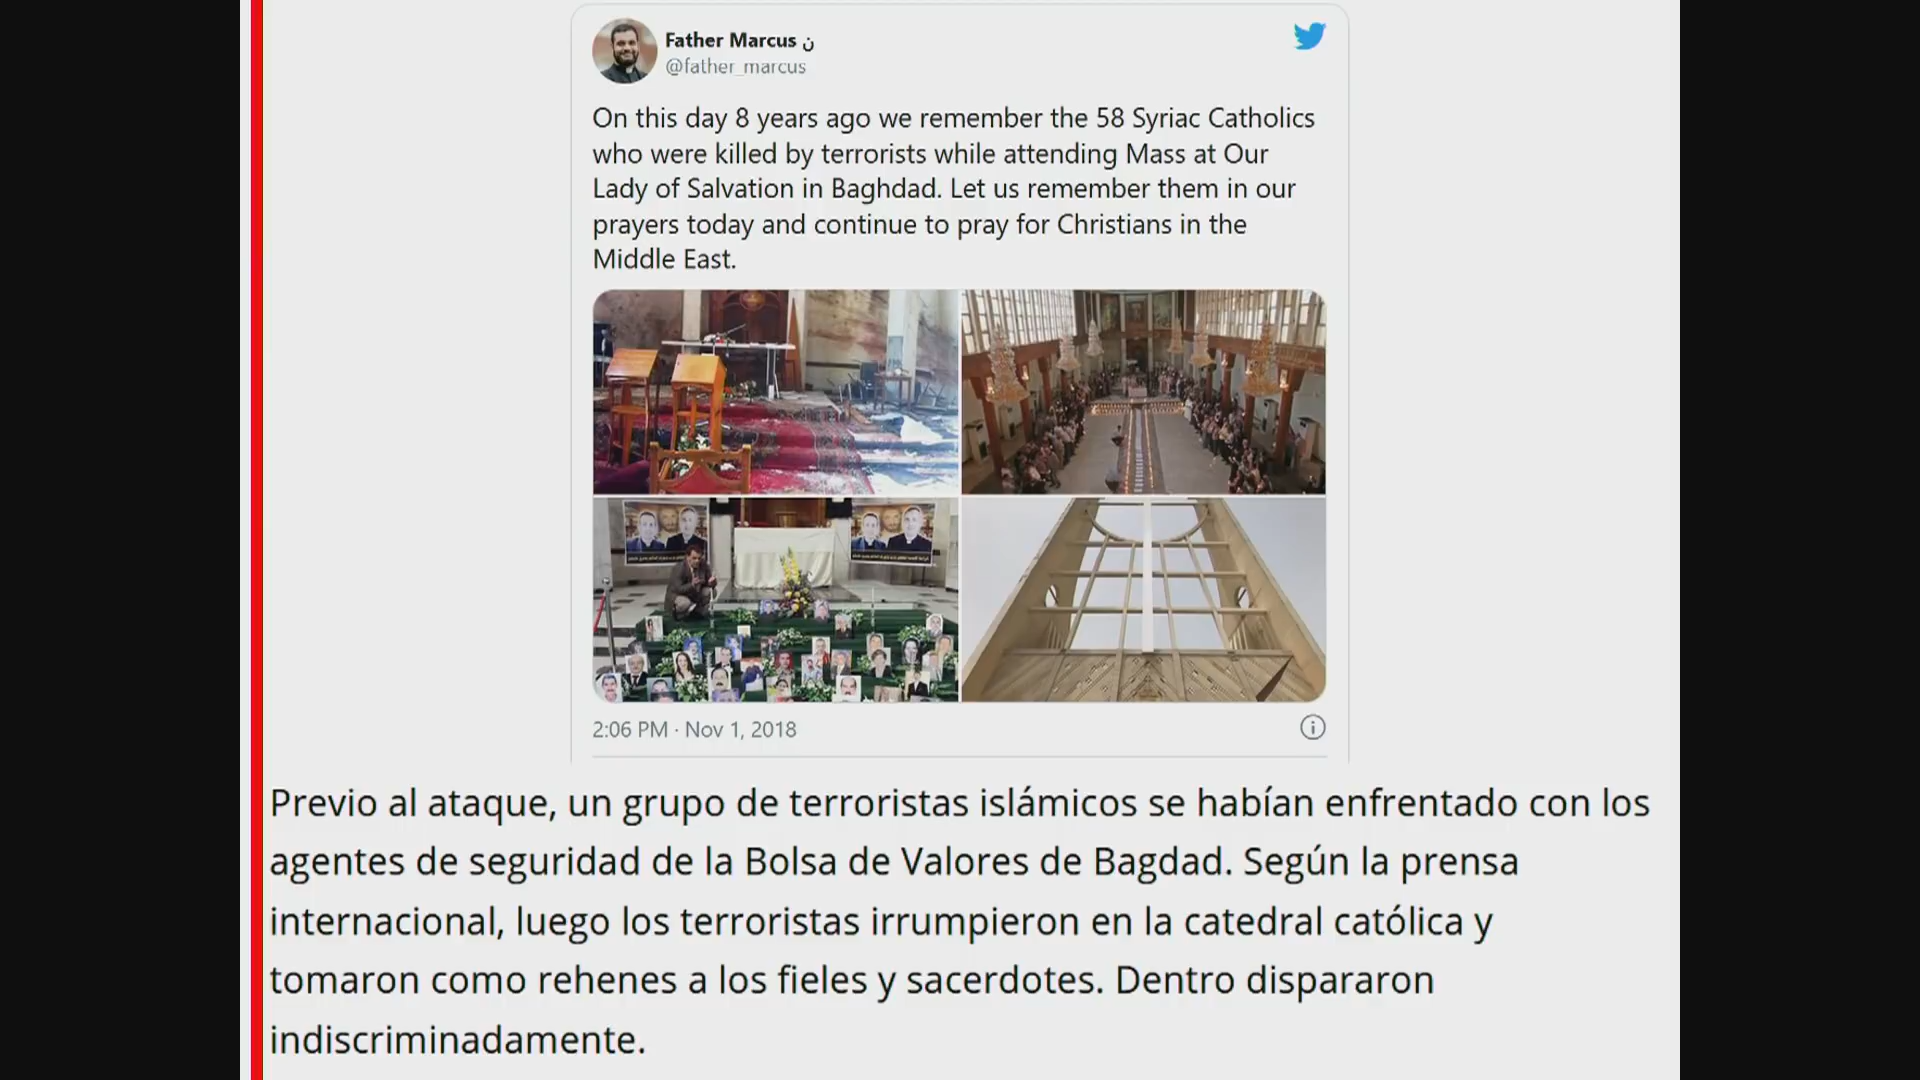 Father Marcus ن
@father_marcus
On this day 8 years ago we remember the 58 Syriac Catholics
who were killed by terrorists while attending Mass at Our
Lady of Salvation in Baghdad. Let us remember them in our
prayers today and continue to pray for Christians in the
Middle East.
2:06 PM · Nov 1, 2018
Previo al ataque, un grupo de terroristas islámicos se habían enfrentado con los
agentes de seguridad de la Bolsa de Valores de Bagdad. Según la prensa
internacional, luego los terroristas irrumpieron en la catedral católica y
tomaron como rehenes a los fieles y sacerdotes. Dentro dispararon
indiscriminadamente.